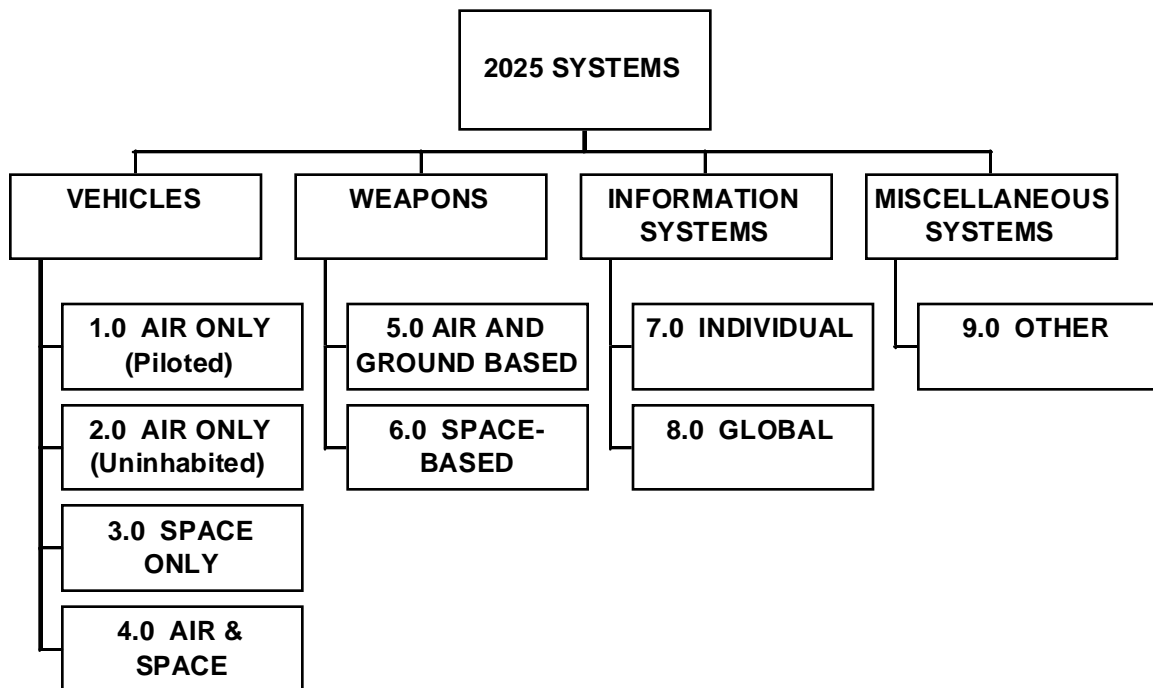 2025 SYSTEMS
VEHICLES
WEAPONS
INFORMATION
SYSTEMS
MISCELLANEOUS
SYSTEMS
1.0 AIR ONLY
(Piloted)
2.0 AIR ONLY
(Uninhabited)
3.0 SPACE
ONLY
4.0 AIR &
SPACE
5.0 AIR AND
GROUND BASED
6.0 SPACE-
BASED
7.0 INDIVIDUAL
8.0 GLOBAL
9.0 OTHER